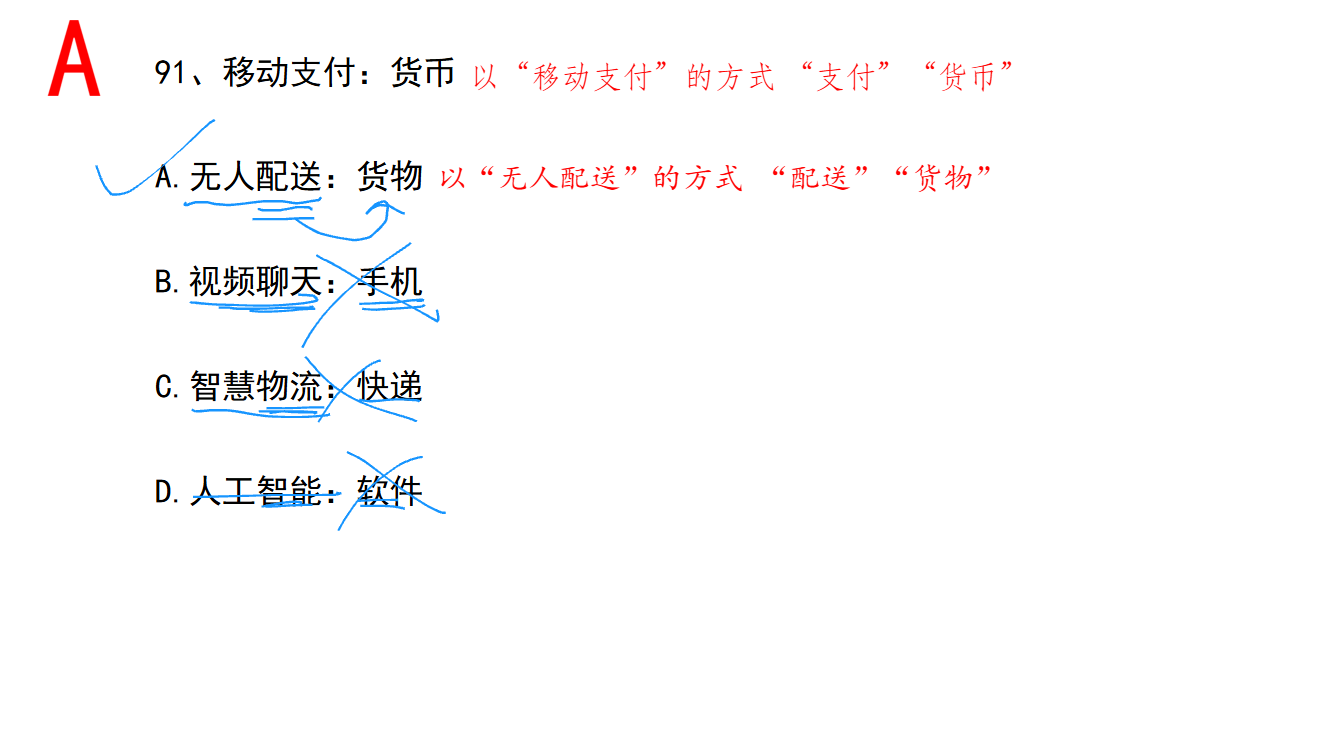 A
91、移动支付：货币 以“移动支付”的方式 “支付”“货币”
A. 无人配送：货物 以“无人配送”的方式 “配送”“货物”
B. 视频聊天：手机
C. 智慧物流：快递
D. 人工智能：软件